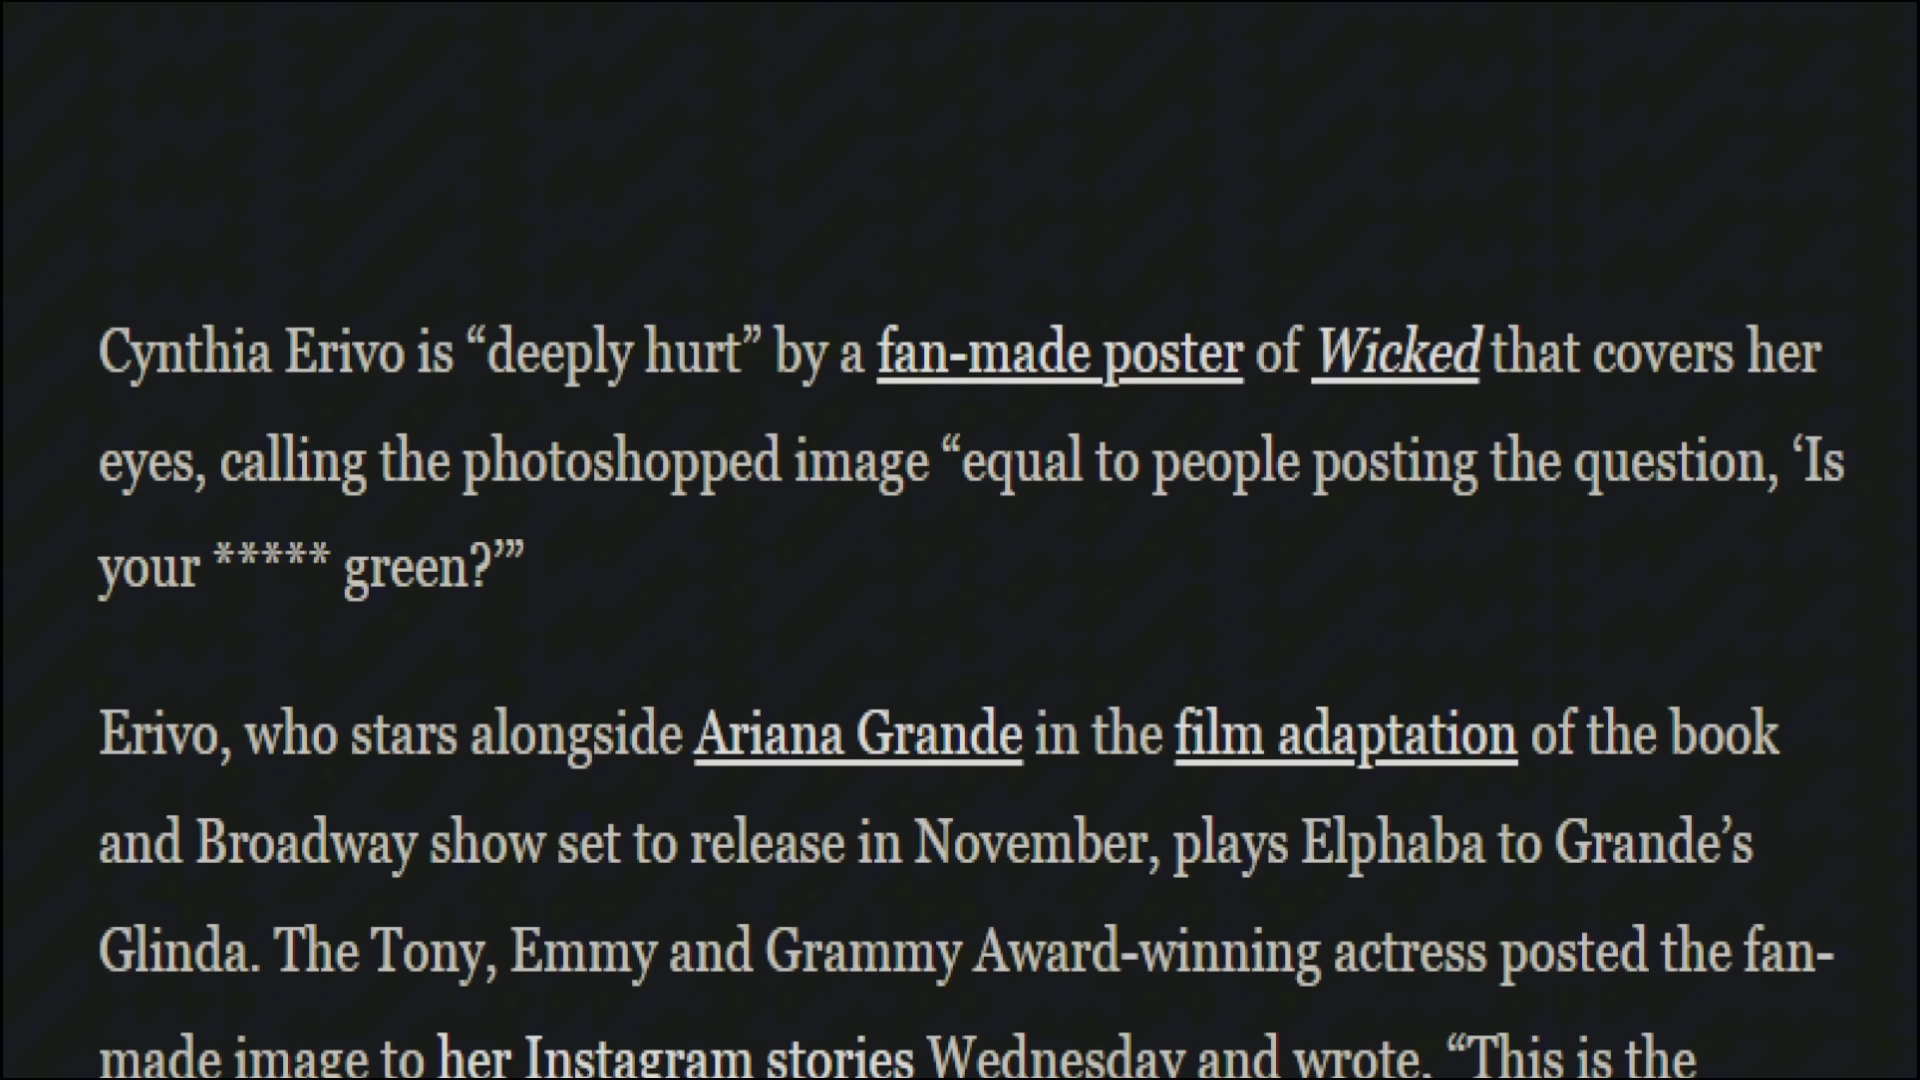 Cynthia Erivo is “deeply hurt” by a fan-made poster of Wicked that covers her
eyes, calling the photoshopped image “equal to people posting the question, ‘Is
your ***** green?’”
Erivo, who stars alongside Ariana Grande in the film adaptation of the book
and Broadway show set to release in November, plays Elphaba to Grande’s
Glinda. The Tony, Emmy and Grammy Award-winning actress posted the fan-
made image to her Instagram stories Wednesday and wrote, “This is the